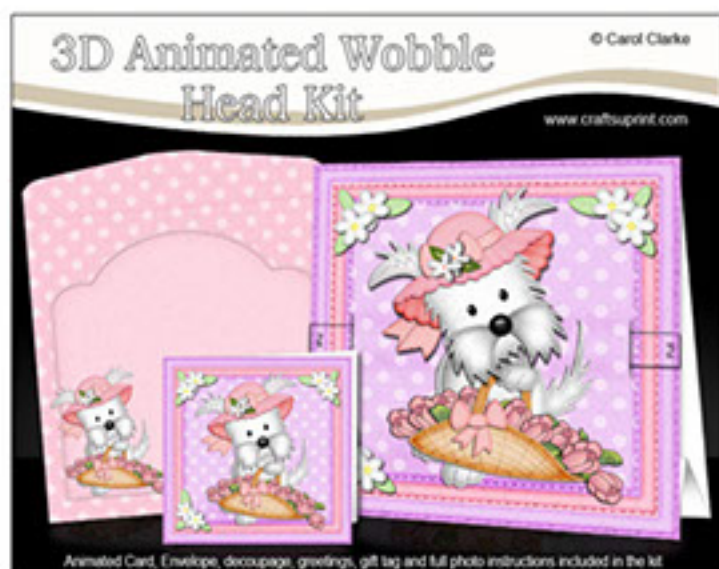 3D Animated Wobble
Head Kit
© Carol Clarke
www.craftsuprint.com
Animated Card, Envelope, decoupage, greetings, gift tag and full photo instructions included in the kit